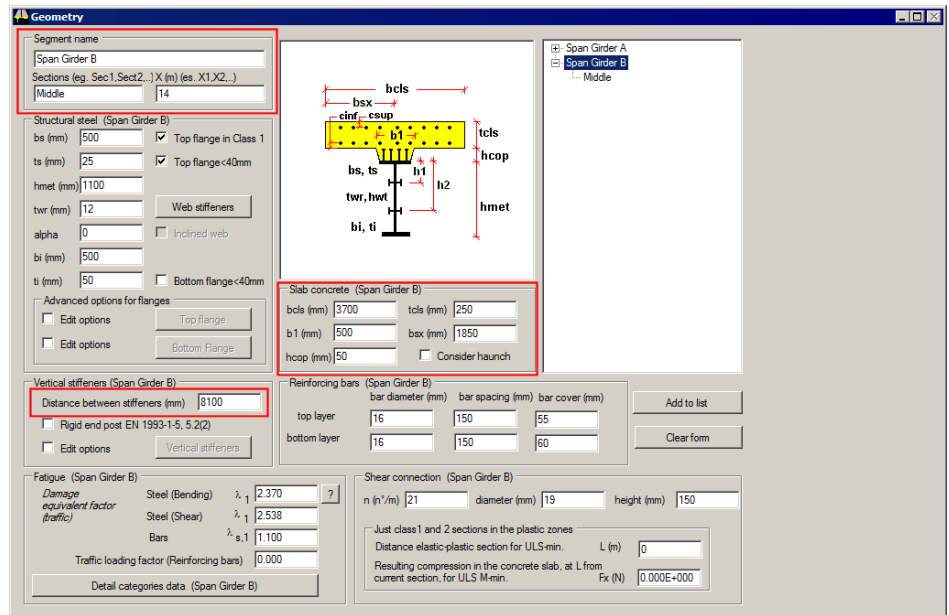 Geometry
Segment name
Span Girder B
Sections (eg. Sec1,Sect2,..) X (m) (es. X1,X2,..)
Middle 14
Structural steel (Span Girder B)
bs (mm) 500 Top flange in Class 1
ts (mm) 25 Top flange<40mm
hmet (mm) 1100
twr (mm) 12 Web stiffeners
alpha 0 Inclined web
bi (mm) 500
ti (mm) 50 Bottom flange<40mm
Advanced options for flanges
Edit options Top flange
Edit options Bottom Flange
bcls
bsx
cinf csup
b1
tcls
hcop
bs, ts h1
h2
twr, hwt
hmet
bi, ti
Span Girder A
Span Girder B
Middle
Slab concrete (Span Girder B)
bcls (mm) 3700 tcls (mm) 250
b1 (mm) 500 bsx (mm) 1850
hcop (mm) 50 Consider haunch
Vertical stiffeners (Span Girder B)
Distance between stiffeners (mm) 8100
Rigid end post EN 1993-1-5, 5.2(2)
Edit options Vertical stiffeners
Reinforcing bars (Span Girder B)
bar diameter (mm) bar spacing (mm) bar cover (mm)
top layer 16 150 55
bottom layer 16 150 60
Add to list
Clear form
Fatigue (Span Girder B)
Damage equivalent factor (traffic)
Steel (Bending) λ 1 2.370 ?
Steel (Shear) λ 1 2.538
Bars λ s,1 1.100
Traffic loading factor (Reinforcing bars) 0.000
Detail categories data (Span Girder B)
Shear connection (Span Girder B)
n (n°/m) 21 diameter (mm) 19 height (mm) 150
Just class1 and 2 sections in the plastic zones
Distance elastic-plastic section for ULS-min. L (m) 0
Resulting compression in the concrete slab, at L from
current section, for ULS M-min. Fx (N) 0.000E+000